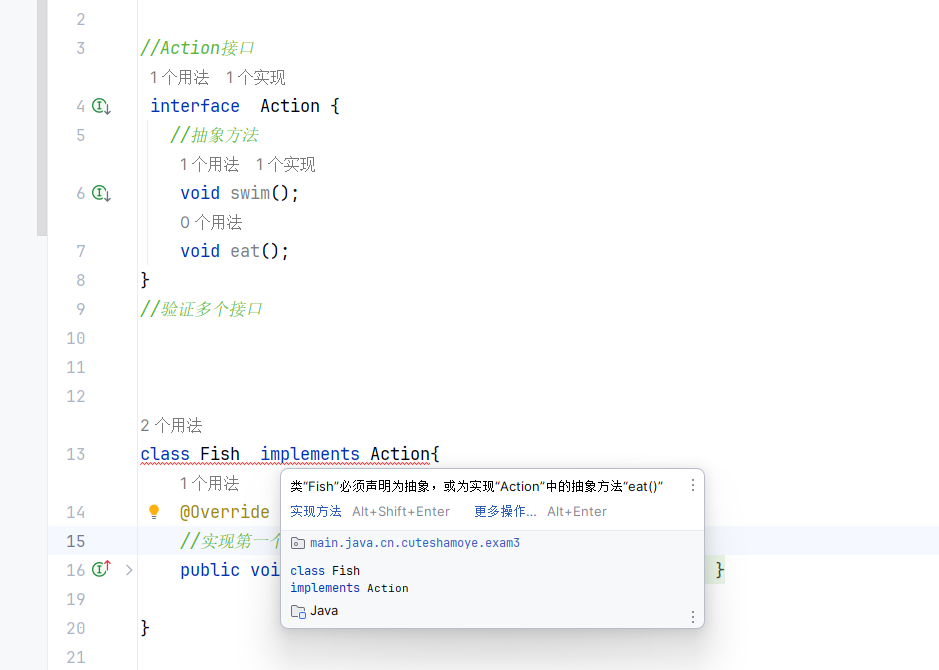 2
3 //Action接口
1 个用法 1 个实现
4 interface Action {
5 //抽象方法
1 个用法 1 个实现
6 void swim();
0 个用法
7 void eat();
8 }
9 //验证多个接口
10
11
12
2 个用法
13 class Fish implements Action{
1 个用法
14 @Override
15 //实现第一个
16 public voi }
19
20 }
21
类“Fish”必须声明为抽象，或为实现“Action”中的抽象方法“eat()”
实现方法 Alt+Shift+Enter 更多操作... Alt+Enter
main.java.cn.cuteshamoye.exam3
class Fish
implements Action
Java